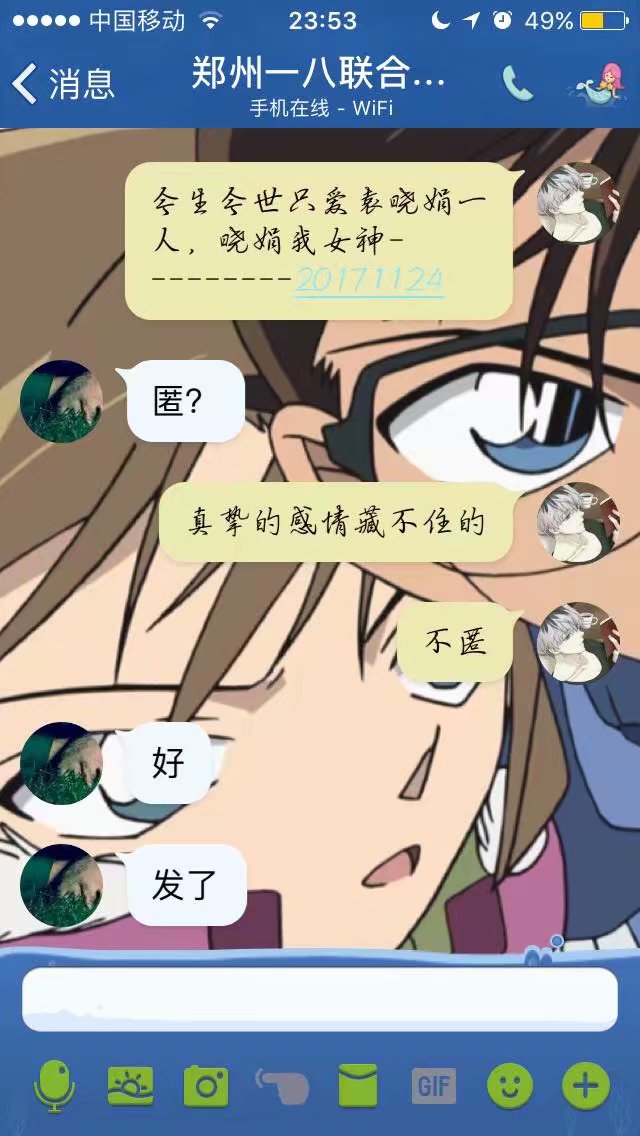 中国移动 23:53 49%
消息 郑州一八联合...
手机在线 - WiFi
今生今世只爱袁晓娟一
人，晓娟我女神-
---------20171124
匿？
真挚的感情藏不住的
不匿
好
发了
GIF